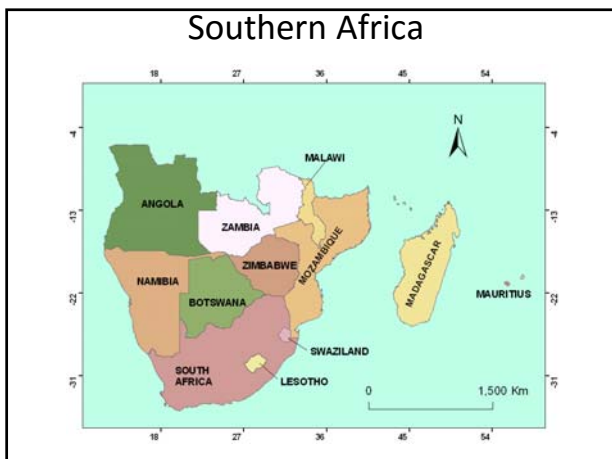 Southern Africa
18 27 36 45 54
N
-4 -4
MALAWI
-13 -13
ANGOLA
ZAMBIA
MOZAMBIQUE
ZIMBABWE
MADAGASCAR
NAMIBIA
BOTSWANA
-22 -22
MAURITIUS
SWAZILAND
SOUTH
AFRICA
LESOTHO
-31 -31
0 1,500 Km
18 27 36 45 54